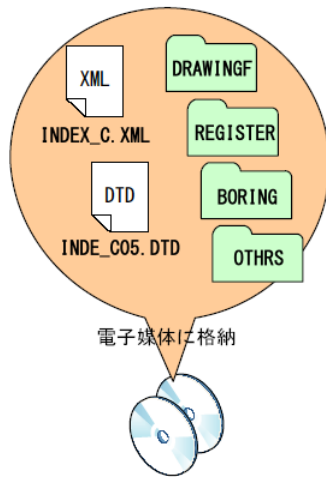 XML
INDEX_C.XML
DTD
INDE_C05.DTD
DRAWINGF
REGISTER
BORING
OTHRS
電子媒体に格納